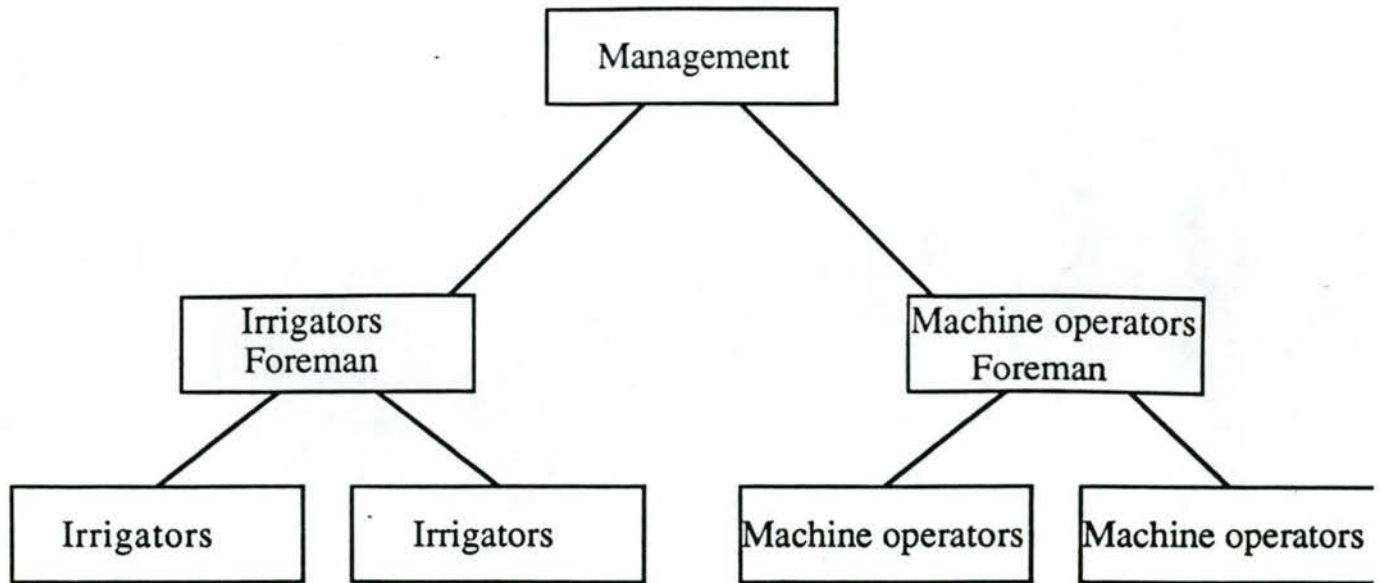 Management
Irrigators
Foreman
Machine operators
Foreman
Irrigators
Irrigators
Machine operators
Machine operators